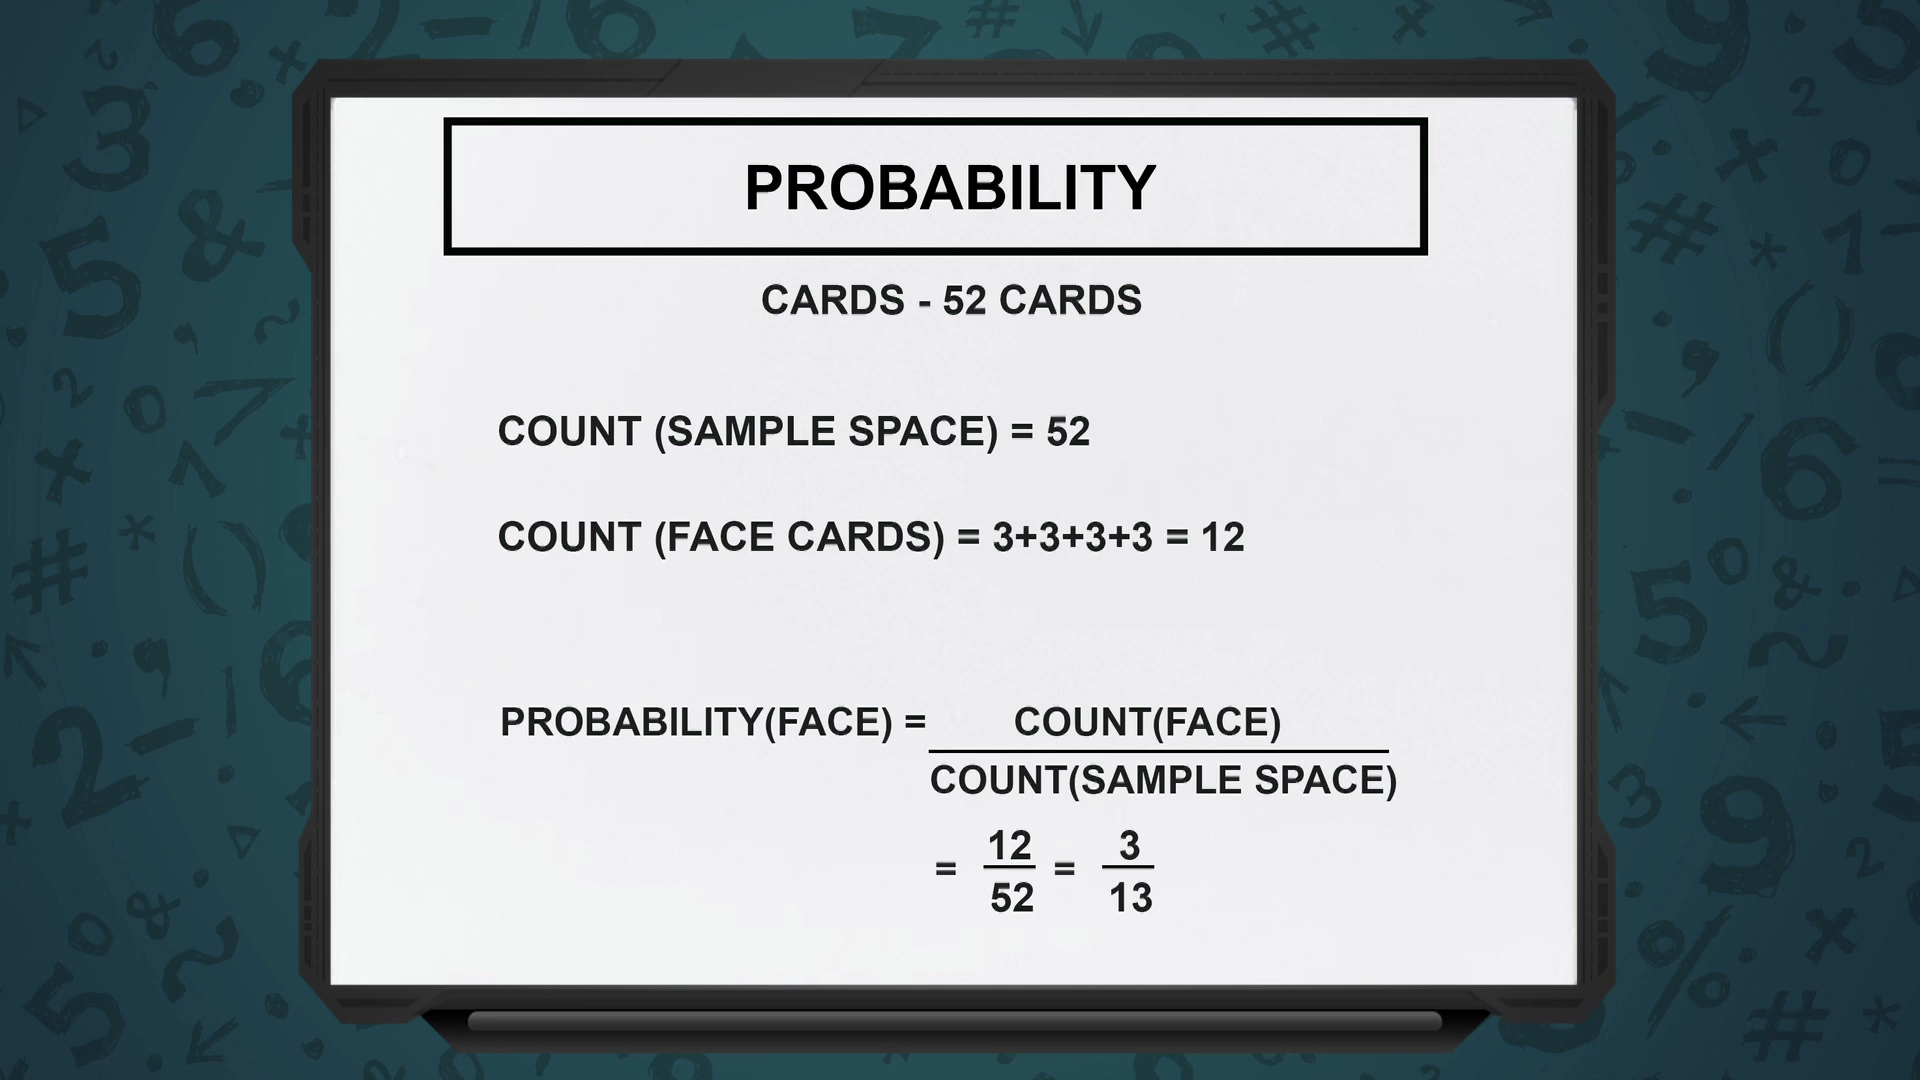 PROBABILITY
CARDS - 52 CARDS
COUNT (SAMPLE SPACE) = 52
COUNT (FACE CARDS) = 3+3+3+3 = 12
PROBABILITY(FACE) = COUNT(FACE)
COUNT(SAMPLE SPACE)
= 12 = 3
52 13